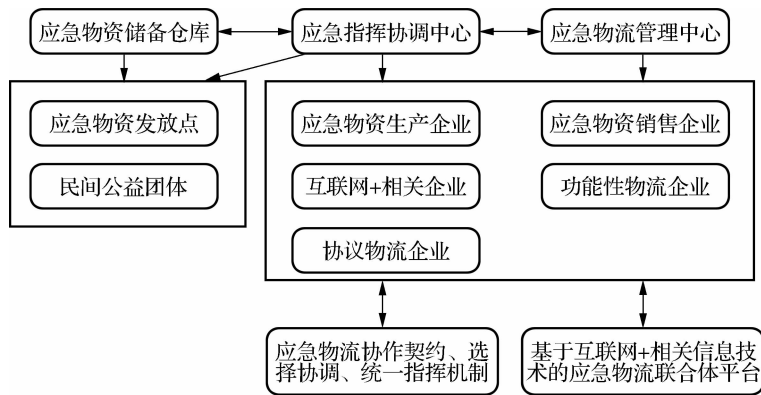 应急物资储备仓库
应急指挥协调中心
应急物流管理中心
应急物资发放点
应急物资生产企业
应急物资销售企业
民间公益团体
互联网+相关企业
功能性物流企业
协议物流企业
应急物流协作契约、选
择协调、统一指挥机制
基于互联网+相关信息技
术的应急物流联合体平台